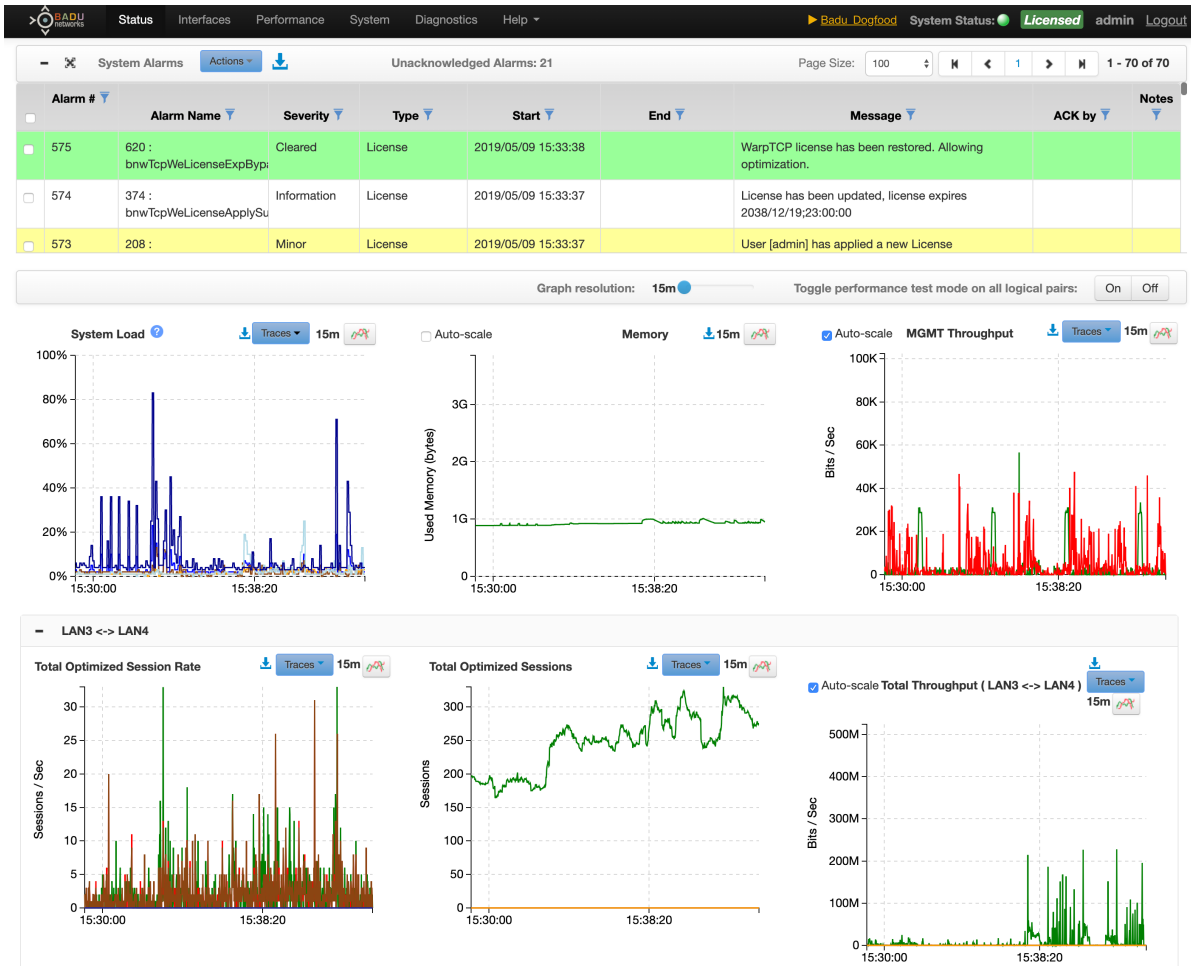 BADU
networks
Status Interfaces Performance System Diagnostics Help
Badu_Dogfood System Status: Licensed admin Logout
System Alarms Actions Unacknowledged Alarms: 21 Page Size: 100 1 1 - 70 of 70
Alarm # Alarm Name Severity Type Start End Message ACK by Notes
575 620 : Cleared License 2019/05/09 15:33:38 WarpTCP license has been restored. Allowing
bnwTcpWeLicenseExpBypa optimization.
574 374 : Information License 2019/05/09 15:33:37 License has been updated, license expires
bnwTcpWeLicenseApplySu 2038/12/19;23:00:00
573 208 : Minor License 2019/05/09 15:33:37 User [admin] has applied a new License
Graph resolution: 15m Toggle performance test mode on all logical pairs: On Off
System Load ? Traces 15m
100%
80%
60%
40%
20%
0%
15:30:00 15:38:20
Auto-scale Memory 15m
Used Memory (bytes)
3G
2G
1G
0
15:30:00 15:38:20
Auto-scale MGMT Throughput Traces 15m
Bits / Sec
100K
80K
60K
40K
20K
0
15:30:00 15:38:20
LAN3 <-> LAN4
Total Optimized Session Rate Traces 15m
Sessions / Sec
30
25
20
15
10
5
0
15:30:00 15:38:20
Total Optimized Sessions Traces 15m
Sessions
300
250
200
150
100
50
0
15:30:00 15:38:20
Auto-scale Total Throughput ( LAN3 <-> LAN4 ) Traces
15m
Bits / Sec
500M
400M
300M
200M
100M
0
15:30:00 15:38:20